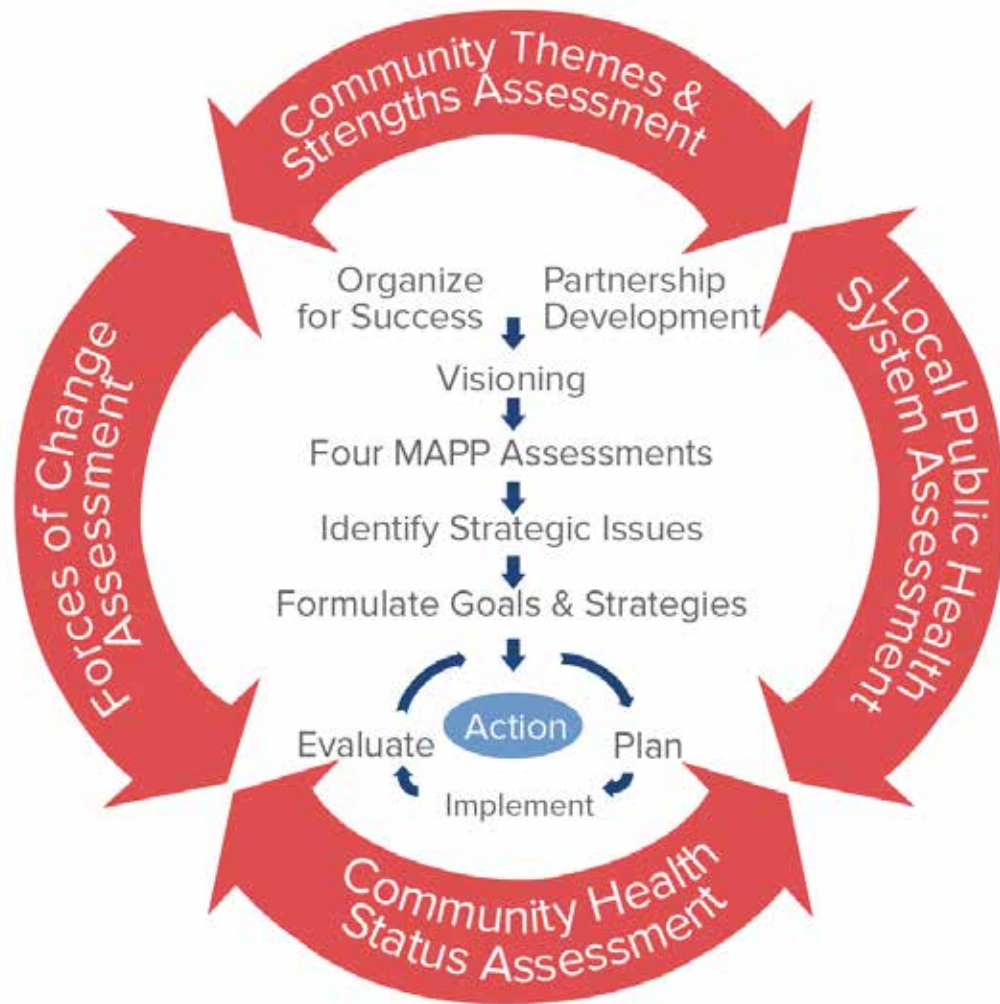 Community Themes &
Strengths Assessment
Organize
for Success
Partnership
Development
Visioning
Four MAPP Assessments
Identify Strategic Issues
Formulate Goals & Strategies
Action
Evaluate
Plan
Implement
Forces of Change
Assessment
Local Public Health
System Assessment
Community Health
Status Assessment